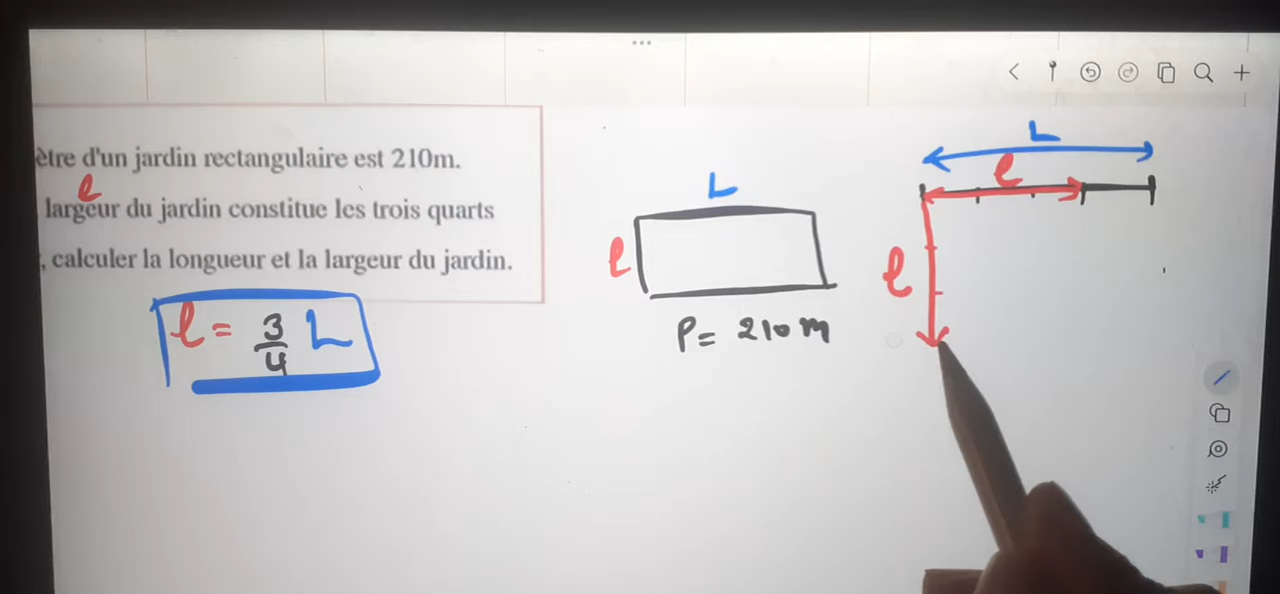 ètre d'un jardin rectangulaire est 210m.
l
largeur du jardin constitue les trois quarts
, calculer la longueur et la largeur du jardin.
l = 3/4 L
L
l
P = 210 m
L
l
l